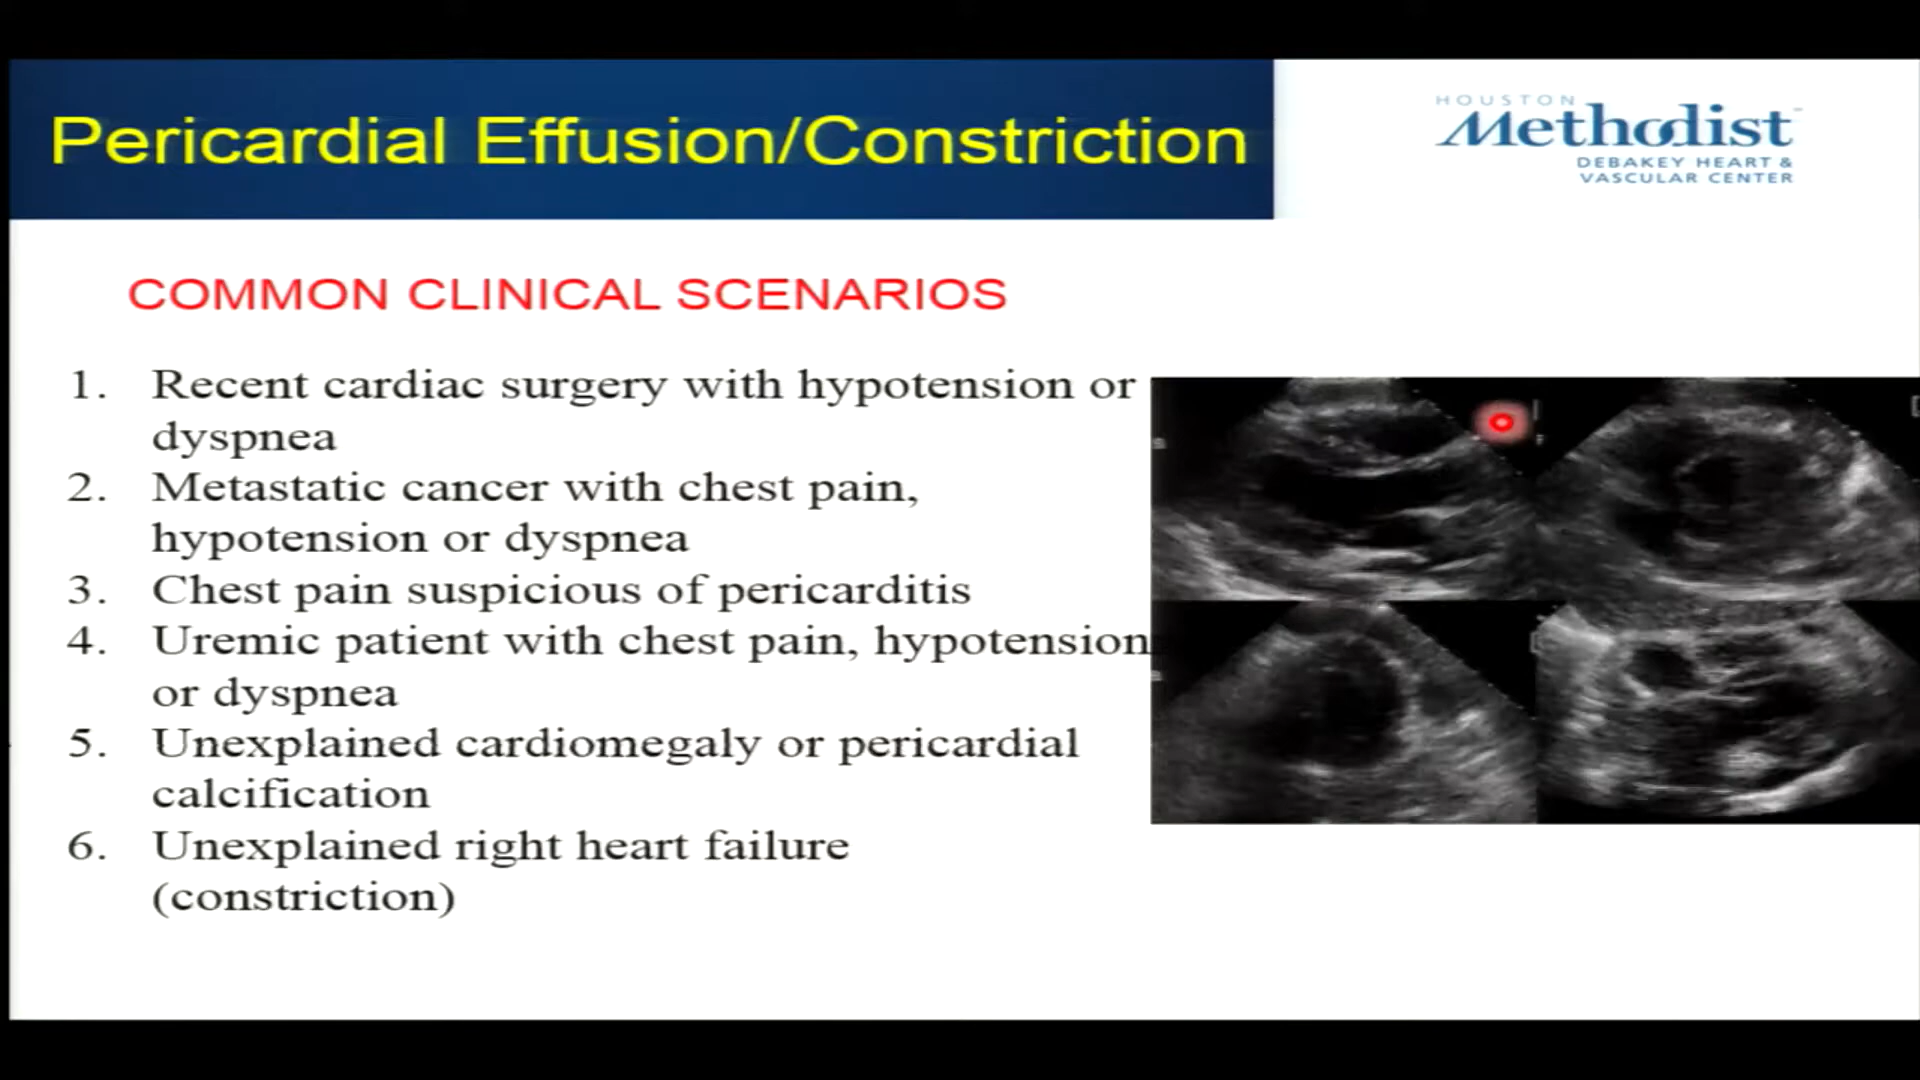 Pericardial Effusion/Constriction
HOUSTON
Methodist
DEBAKEY HEART &
VASCULAR CENTER
COMMON CLINICAL SCENARIOS
1. Recent cardiac surgery with hypotension or
dyspnea
2. Metastatic cancer with chest pain,
hypotension or dyspnea
3. Chest pain suspicious of pericarditis
4. Uremic patient with chest pain, hypotension
or dyspnea
5. Unexplained cardiomegaly or pericardial
calcification
6. Unexplained right heart failure
(constriction)